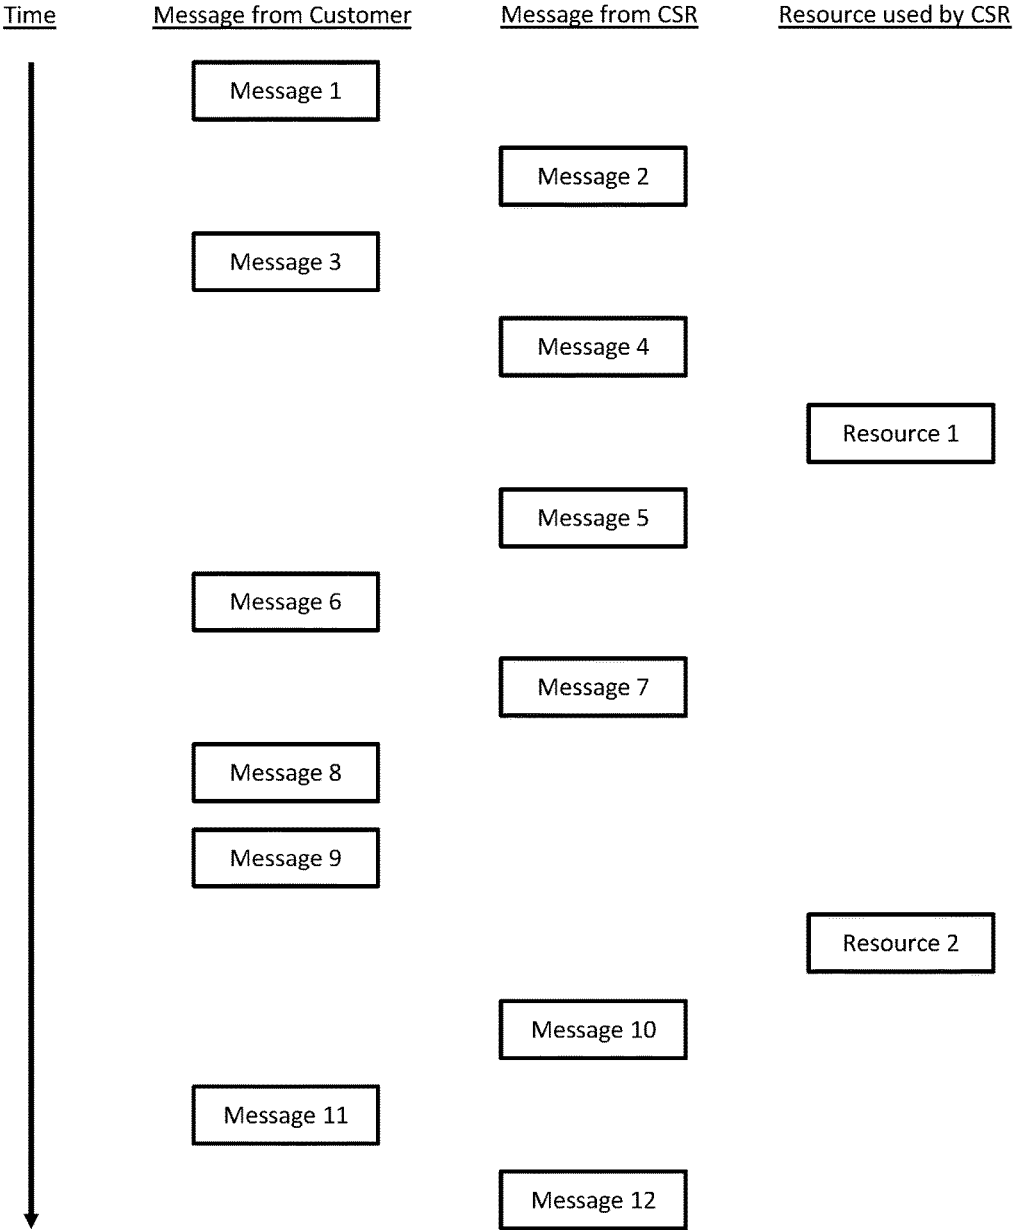 Time Message from Customer Message from CSR Resource used by CSR
Message 1
Message 2
Message 3
Message 4
Resource 1
Message 5
Message 6
Message 7
Message 8
Message 9
Resource 2
Message 10
Message 11
Message 12